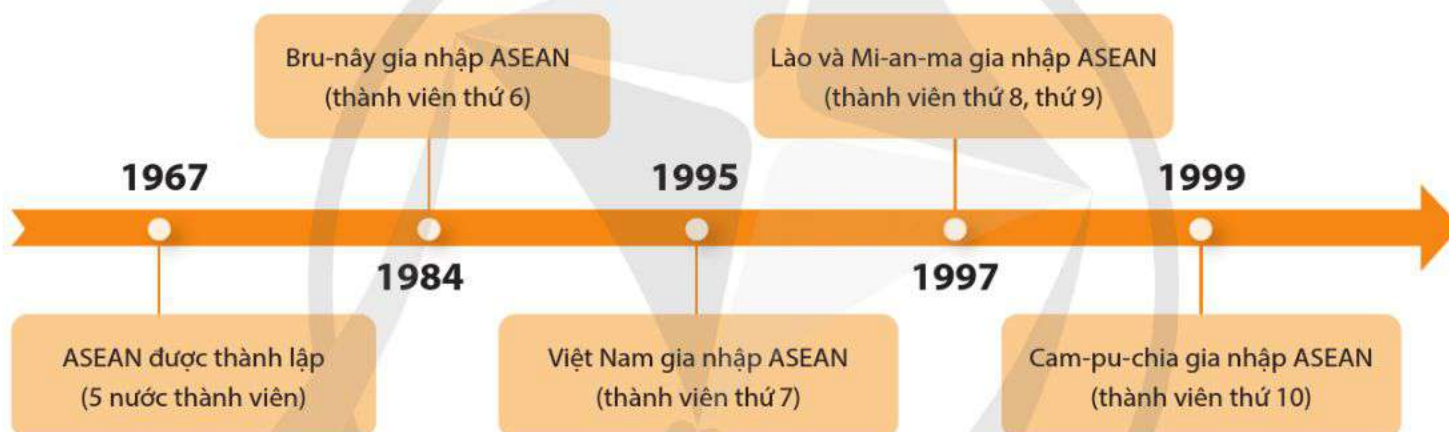 Bru-nây gia nhập ASEAN
(thành viên thứ 6)
Lào và Mi-an-ma gia nhập ASEAN
(thành viên thứ 8, thứ 9)
1967
1995
1999
1984
1997
ASEAN được thành lập
(5 nước thành viên)
Việt Nam gia nhập ASEAN
(thành viên thứ 7)
Cam-pu-chia gia nhập ASEAN
(thành viên thứ 10)